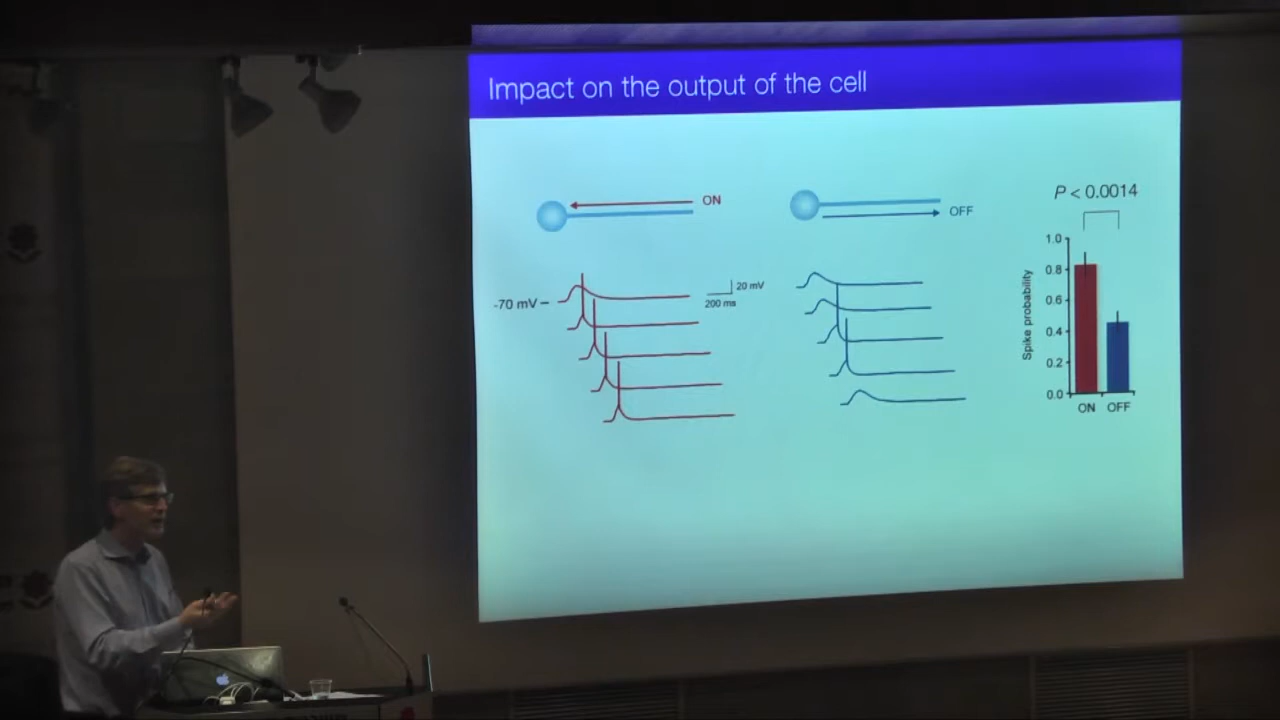 Impact on the output of the cell
ON
OFF
-70 mV
20 mV
200 ms
P < 0.0014
Spike probability
1.0
0.8
0.6
0.4
0.2
0.0
ON OFF